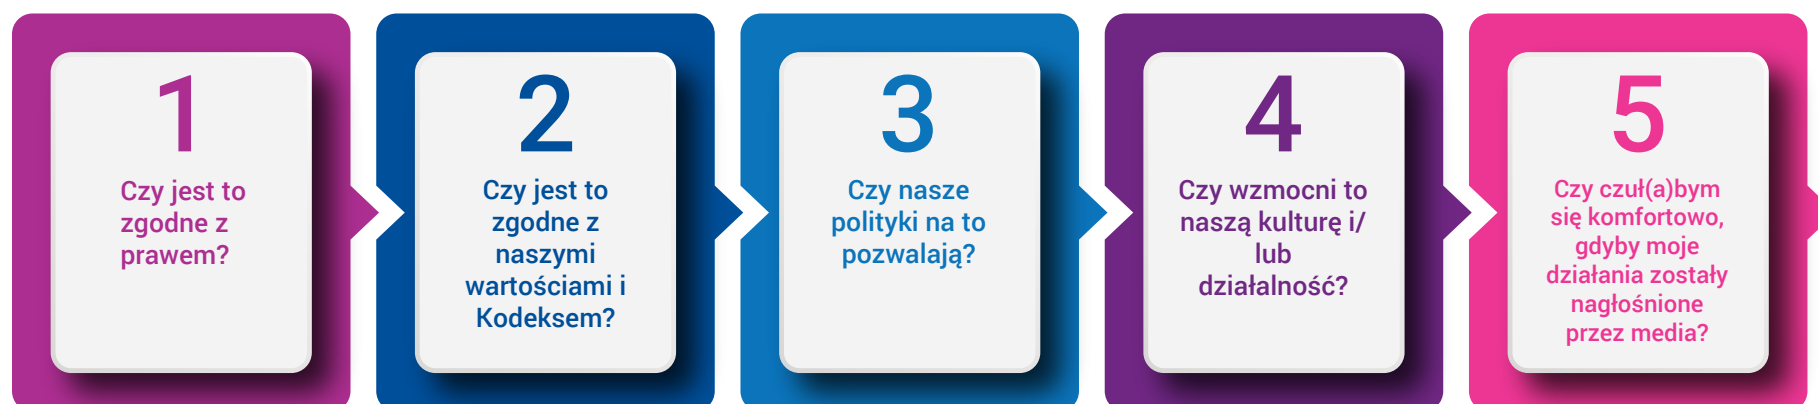 1
Czy jest to
zgodne z
prawem?
2
Czy jest to
zgodne z
naszymi
wartościami i
Kodeksem?
3
Czy nasze
polityki na to
pozwalają?
4
Czy wzmocni to
naszą kulturę i/
lub
działalność?
5
Czy czuł(a)bym
się komfortowo,
gdyby moje
działania zostały
nagłośnione
przez media?